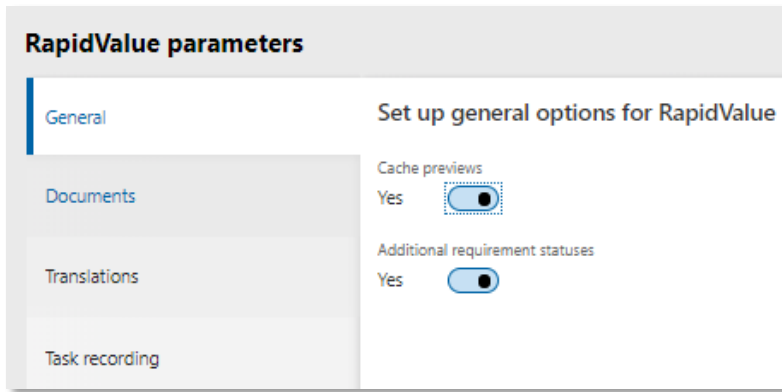 RapidValue parameters
General
Set up general options for RapidValue
Cache previews
Yes
Documents
Additional requirement statuses
Yes
Translations
Task recording